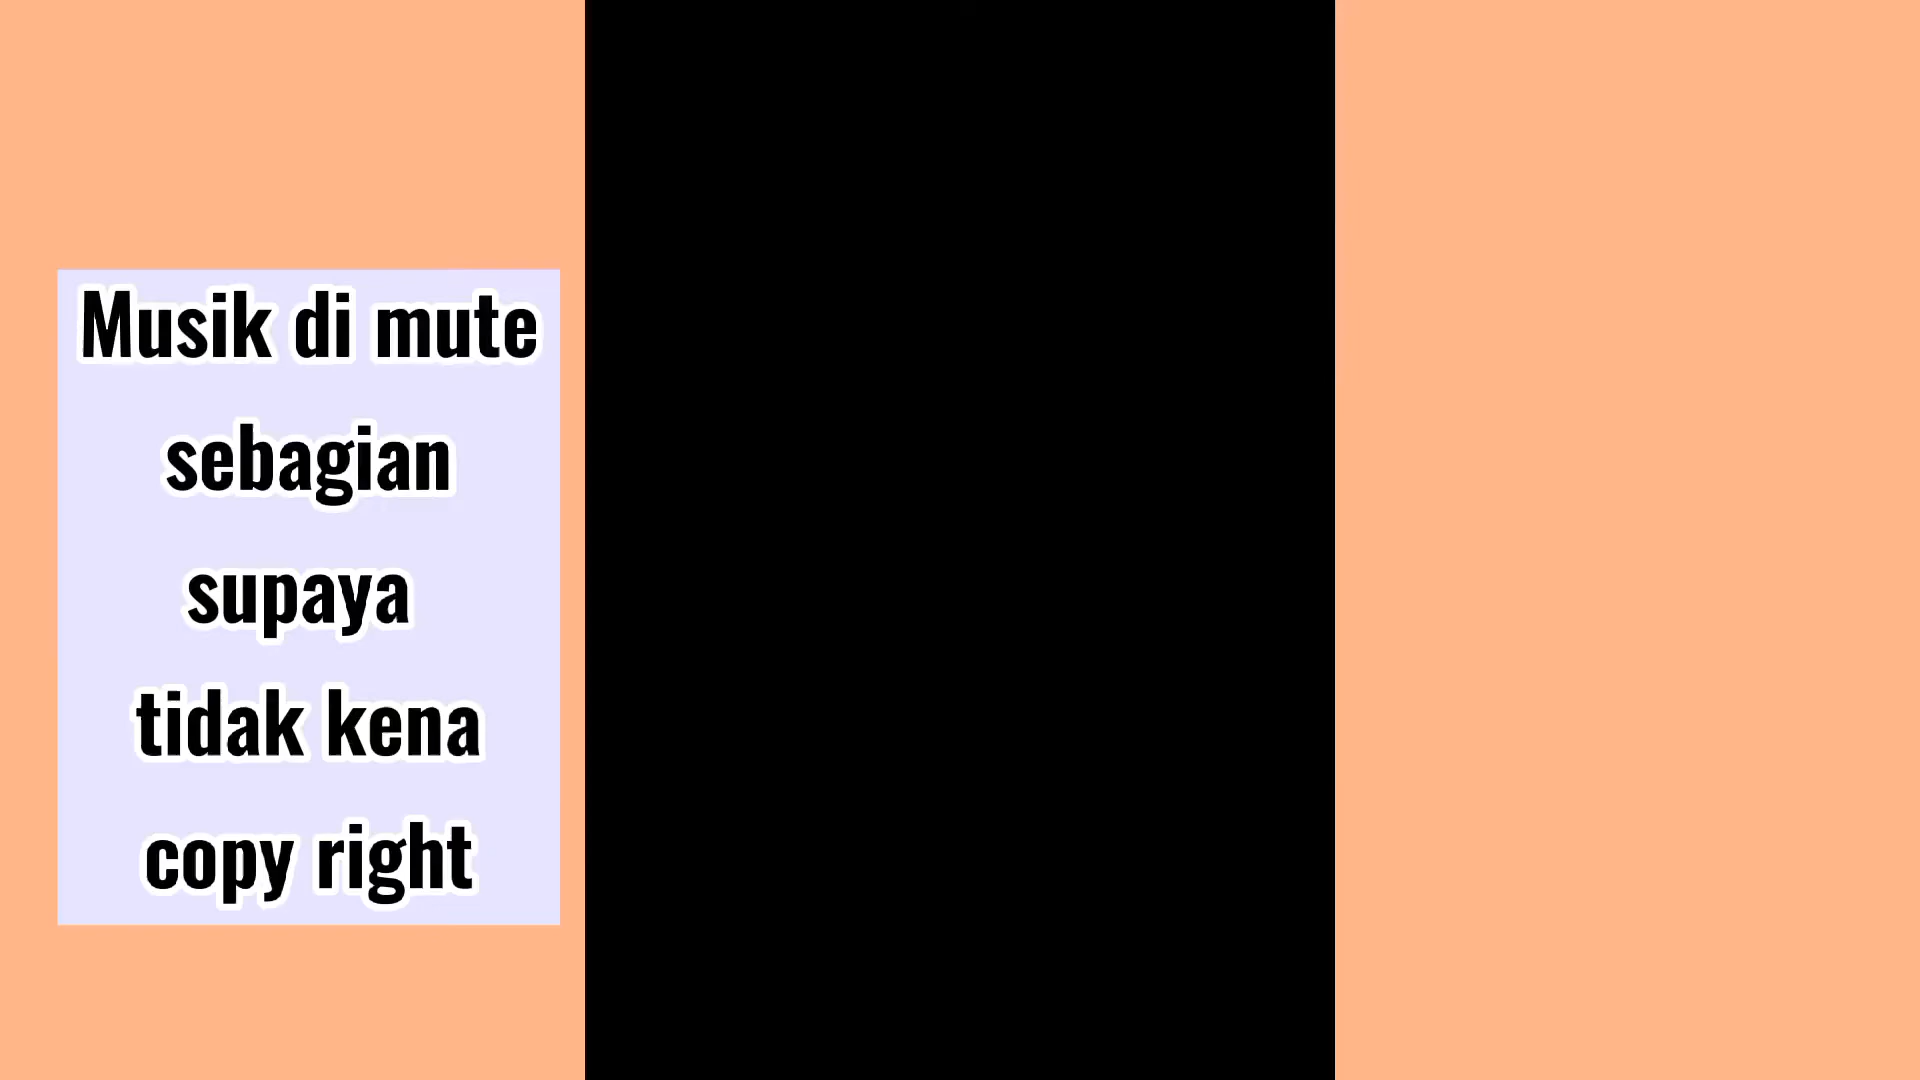 Musik di mute
sebagian
supaya
tidak kena
copy right